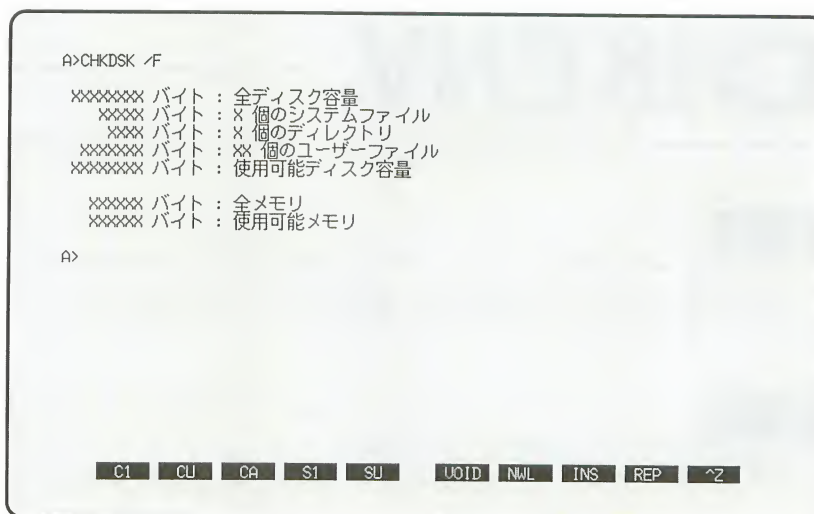 A>CHKDSK /F
XXXXXXXX バイト : 全ディスク容量
XXXXX バイト : X 個のシステムファイル
XXXX バイト : X 個のディレクトリ
XXXXXXX バイト : XX 個のユーザーファイル
XXXXXXXX バイト : 使用可能ディスク容量
XXXXXX バイト : 全メモリ
XXXXXX バイト : 使用可能メモリ
A>
C1 CU CA S1 SU VOID NWL INS REP ^Z